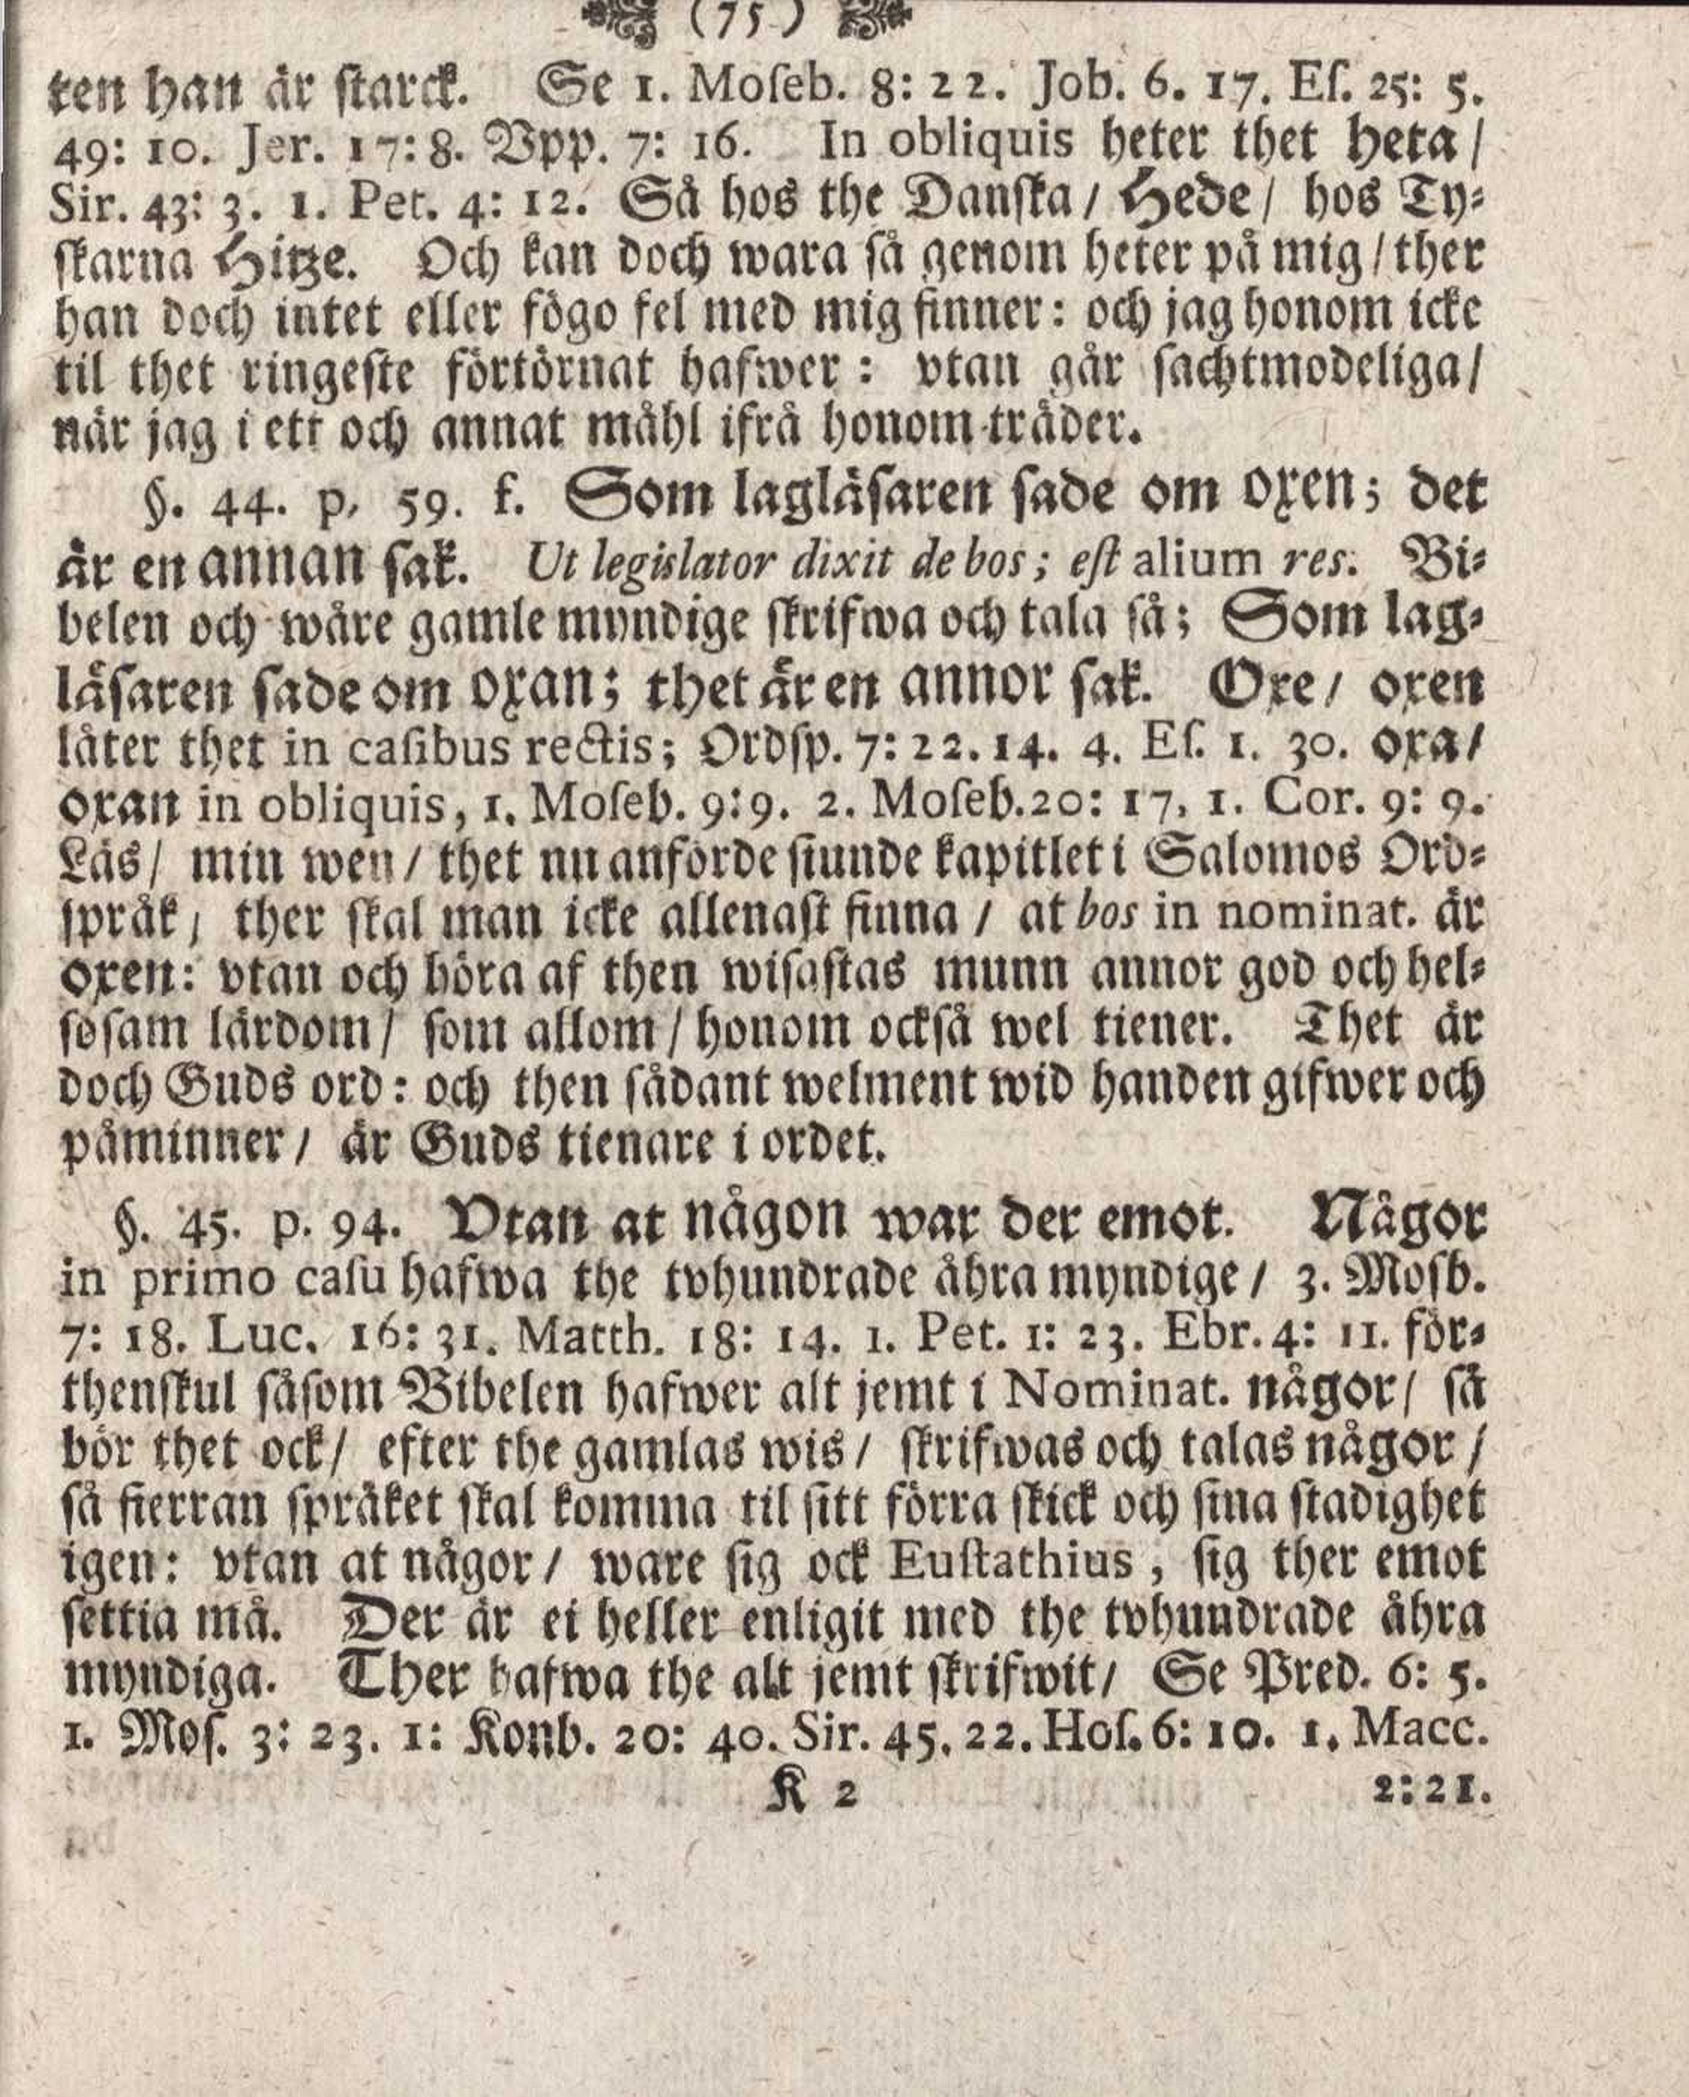 (75)
ten han är starck. Se 1. Moseb. 8: 22. Job. 6. 17. Es. 25: 5.
49: 10. Jer. 17: 8. Vpp. 7: 16. In obliquis heter thet heta/
Sir. 43: 3. 1. Pet. 4: 12. Så hos the Danska/ Hede/ hos Ty-
skarna Hitze. Och kan doch wara så genom heter på mig/ ther
han doch intet eller fögo fel med mig finner: och jag honom icke
til thet ringeste förtörnat hafwer: vtan går sachtmodeliga/
när jag i ett och annat måhl ifrå honom träder.
§. 44. p. 59. f. Som lagläsaren sade om oxen; det
är en annan sak. Ut legislator dixit de bos; est alium res. Bi-
belen och wåre gamle myndige skrifwa och tala så; Som lag-
läsaren sade om oxan; thet är en annor sak. Oxe/ oxen
låter thet in casibus rectis; Ordsp. 7: 22. 14. 4. Es. 1. 30. oxa/
oxan in obliquis, 1. Moseb. 9: 9. 2. Moseb. 20: 17, 1. Cor. 9: 9.
Läs/ min wen/ thet nu anförde siunde kapitlet i Salomos Ord-
språk/ ther skal man icke allenast finna/ at bos in nominat. är
oxen: vtan och höra af then wisastas munn annor god och hel-
sosam lärdom/ som allom/ honom också wel tiener. Thet är
doch Guds ord: och then sådant welment wid handen gifwer och
påminner/ är Guds tienare i ordet.
§. 45. p. 94. Vtan at någon war der emot. Någor
in primo casu hafwa the tvhundrade åhra myndige/ 3. Mosb.
7: 18. Luc. 16: 31. Matth. 18: 14. 1. Pet. 1: 23. Ebr. 4: 11. för-
thenskul såsom Bibelen hafwer alt jemt i Nominat. någor/ så
bör thet ock/ efter the gamlas wis/ skrifwas och talas någor/
så fierran språket skal komma til sitt förra skick och sina stadighet
igen: vtan at någor/ ware sig ock Eustathius, sig ther emot
settia må. Der är ei heller enligit med the tvhundrade åhra
myndiga. Ther hafwa the alt jemt skrifwit/ Se Pred. 6: 5.
1. Mos. 3: 23. 1: Konb. 20: 40. Sir. 45. 22. Hos. 6: 10. 1. Macc.
K 2 2: 21.